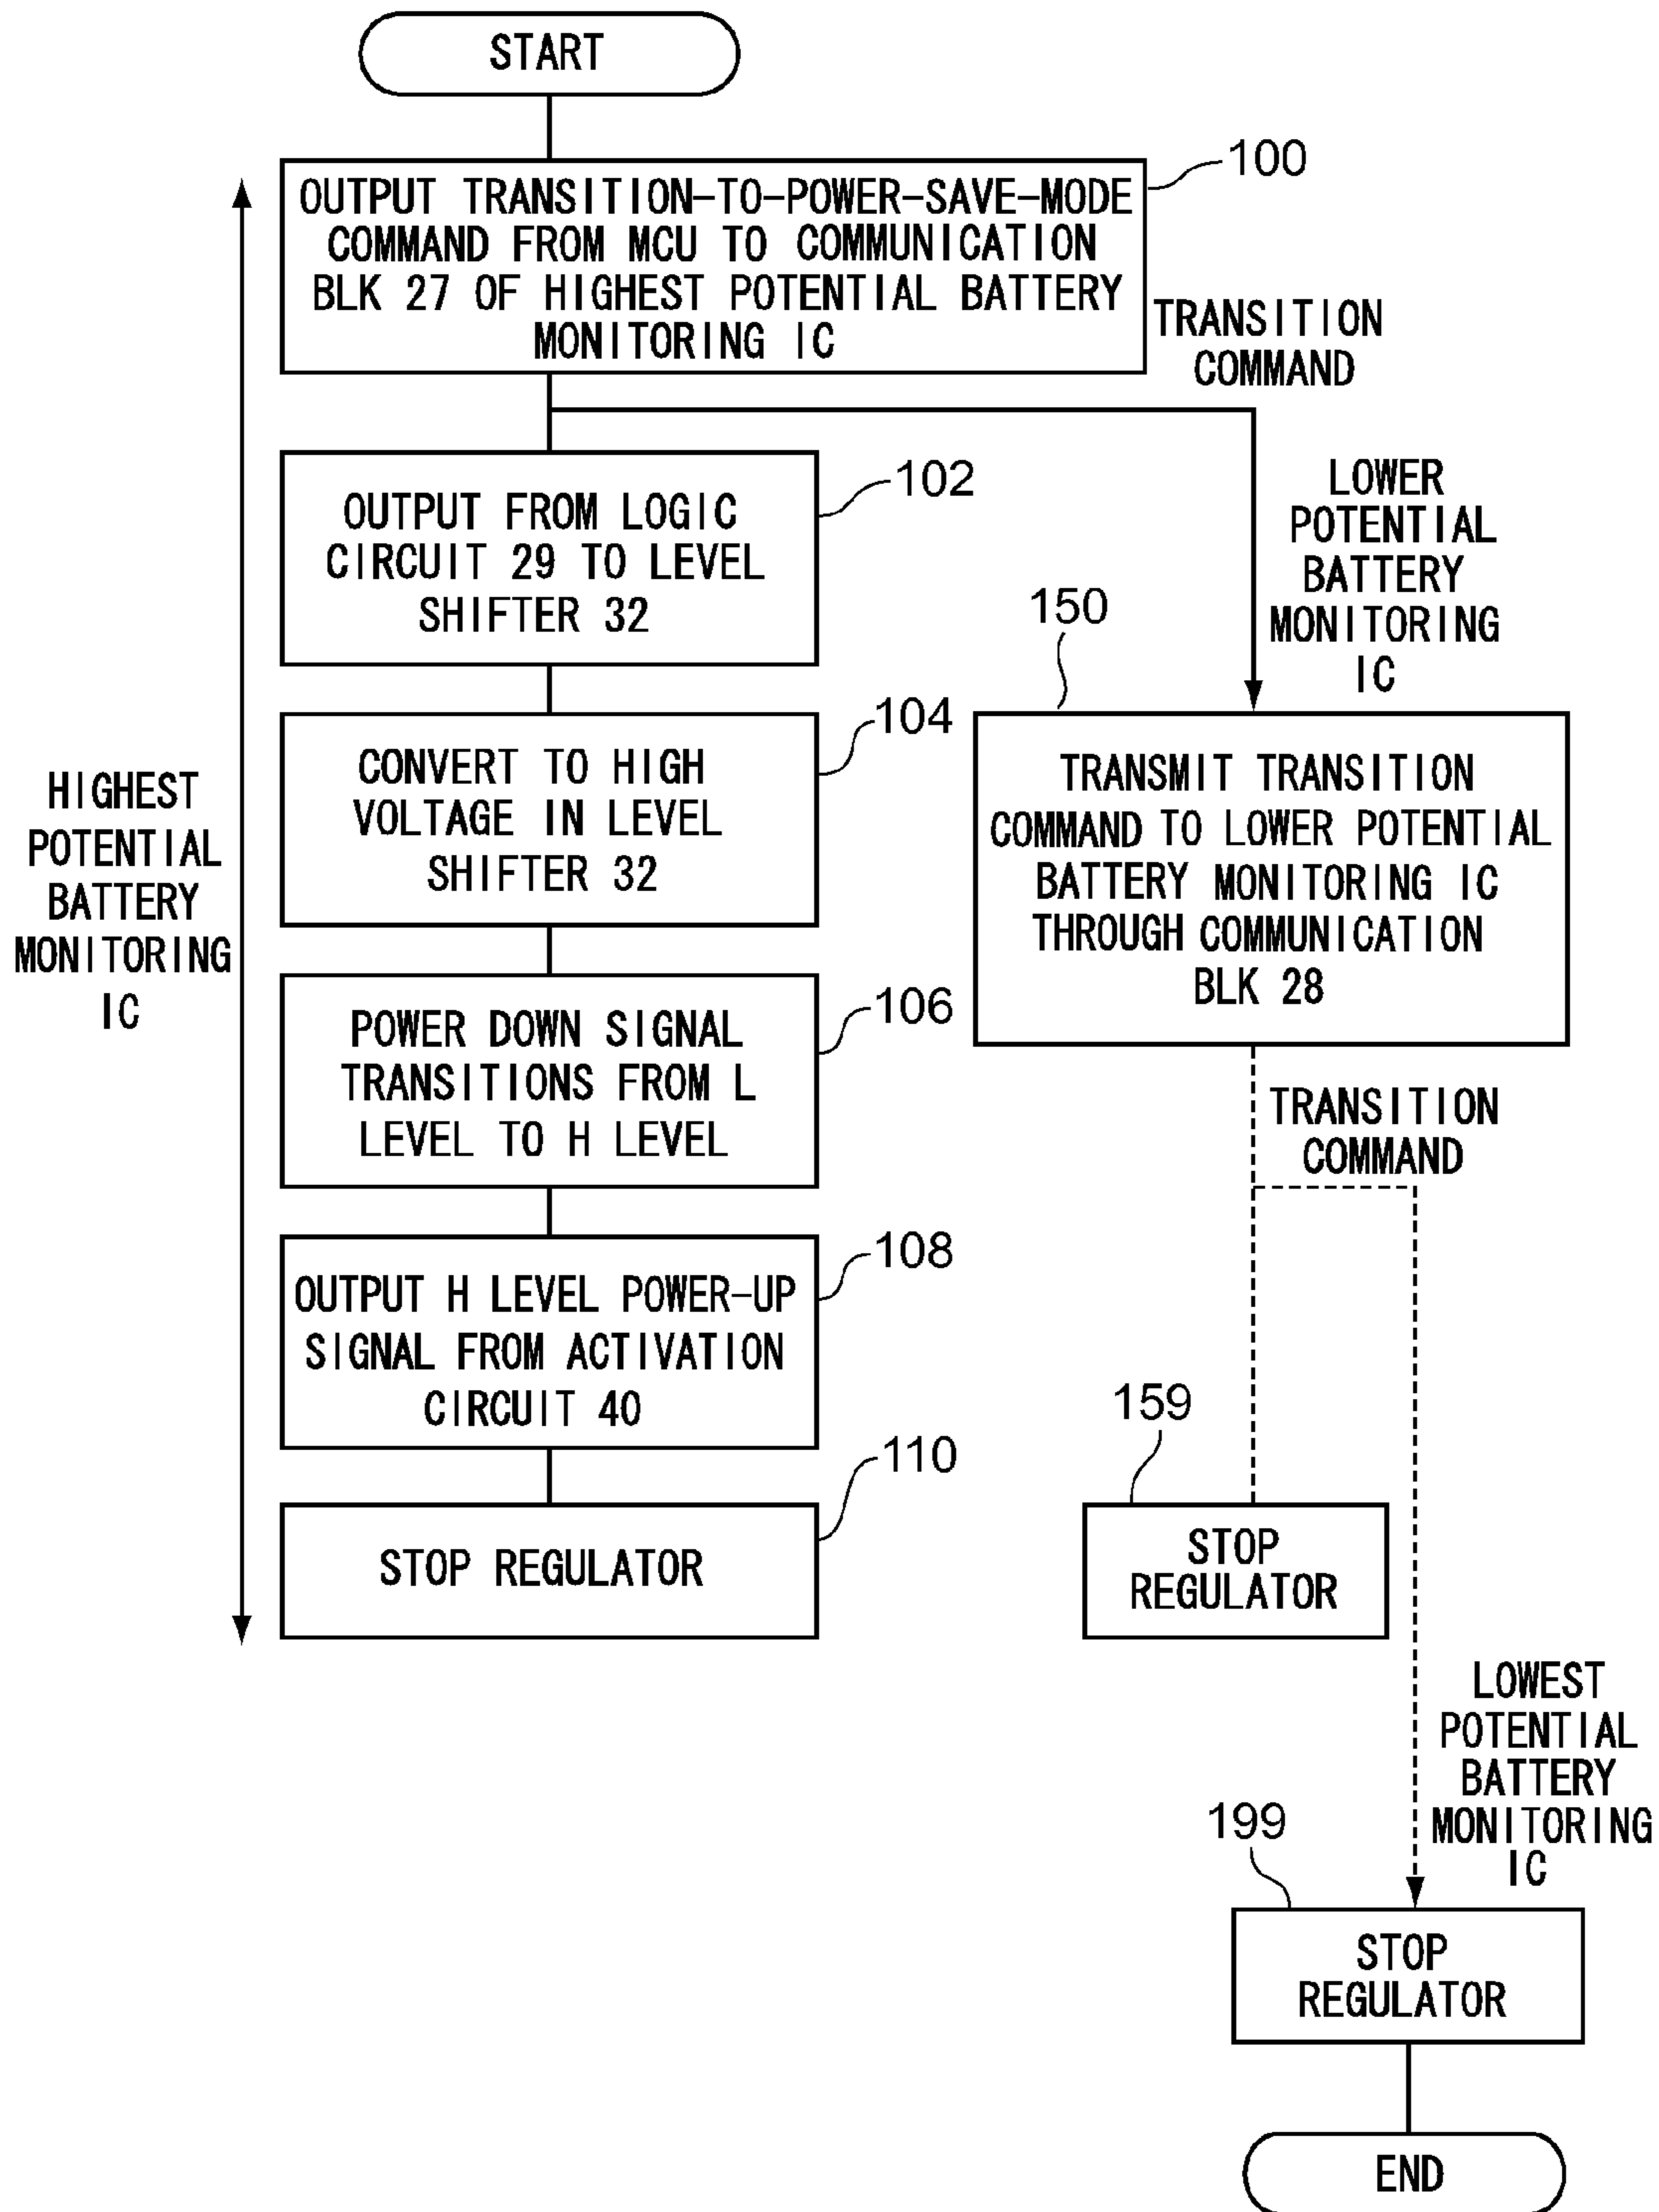 START
100
OUTPUT TRANSITION-TO-POWER-SAVE-MODE
COMMAND FROM MCU TO COMMUNICATION
BLK 27 OF HIGHEST POTENTIAL BATTERY
MONITORING IC
TRANSITION
COMMAND
102
OUTPUT FROM LOGIC
CIRCUIT 29 TO LEVEL
SHIFTER 32
LOWER
POTENTIAL
BATTERY
MONITORING
IC
HIGHEST
POTENTIAL
BATTERY
MONITORING
IC
104
CONVERT TO HIGH
VOLTAGE IN LEVEL
SHIFTER 32
150
TRANSMIT TRANSITION
COMMAND TO LOWER POTENTIAL
BATTERY MONITORING IC
THROUGH COMMUNICATION
BLK 28
106
POWER DOWN SIGNAL
TRANSITIONS FROM L
LEVEL TO H LEVEL
TRANSITION
COMMAND
108
OUTPUT H LEVEL POWER-UP
SIGNAL FROM ACTIVATION
CIRCUIT 40
110
STOP REGULATOR
159
STOP
REGULATOR
LOWEST
POTENTIAL
BATTERY
MONITORING
IC
199
STOP
REGULATOR
END